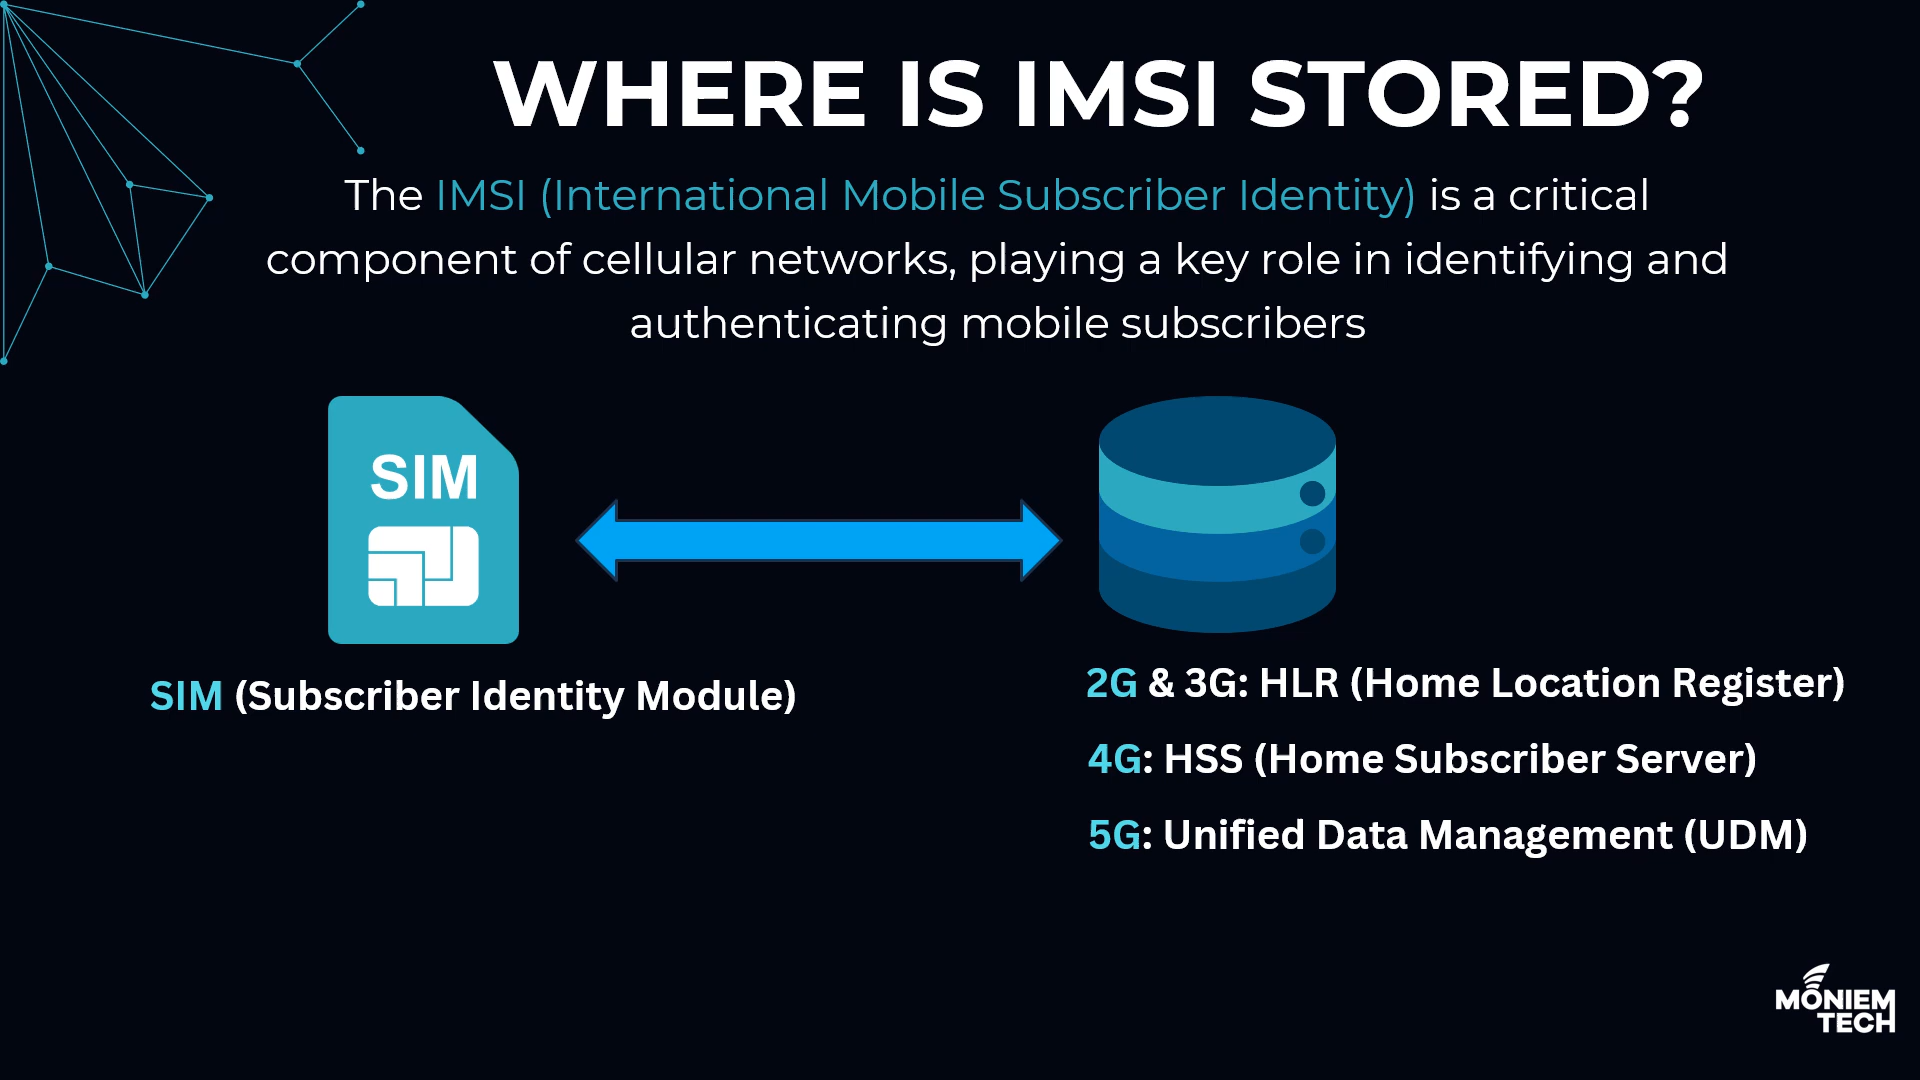 WHERE IS IMSI STORED?
The IMSI (International Mobile Subscriber Identity) is a critical
component of cellular networks, playing a key role in identifying and
authenticating mobile subscribers
SIM
SIM (Subscriber Identity Module)
2G & 3G: HLR (Home Location Register)
4G: HSS (Home Subscriber Server)
5G: Unified Data Management (UDM)
MONIEM
TECH